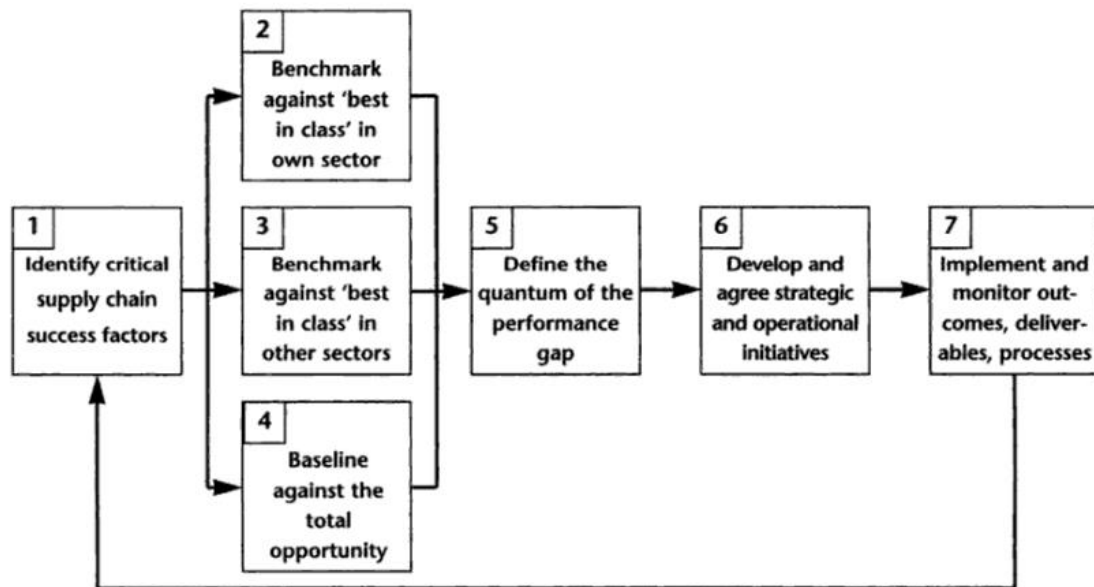 1
Identify critical
supply chain
success factors
2
Benchmark
against ‘best
in class’ in
own sector
3
Benchmark
against ‘best
in class’ in
other sectors
4
Baseline
against the
total
opportunity
5
Define the
quantum of the
performance
gap
6
Develop and
agree strategic
and operational
initiatives
7
Implement and
monitor out-
comes, deliver-
ables, processes